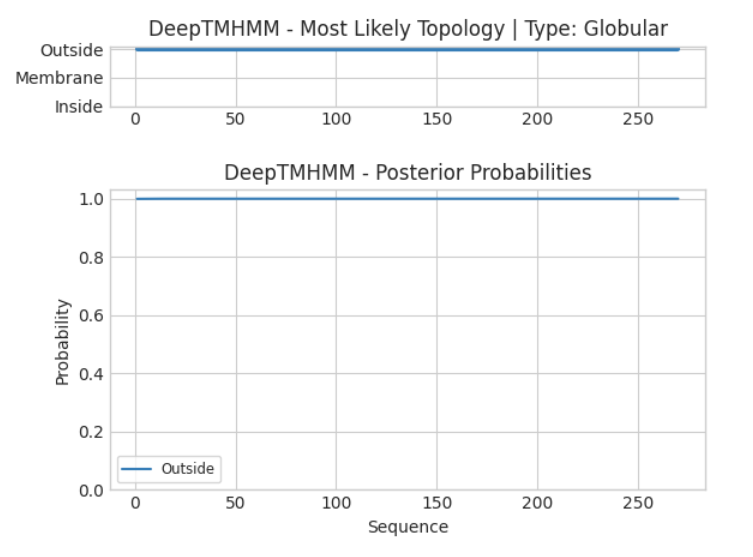 DeepTMHMM - Most Likely Topology | Type: Globular
Outside
Membrane
Inside
0 50 100 150 200 250
DeepTMHMM - Posterior Probabilities
1.0
0.8
0.6
0.4
0.2
0.0
Probability
Outside
0 50 100 150 200 250
Sequence